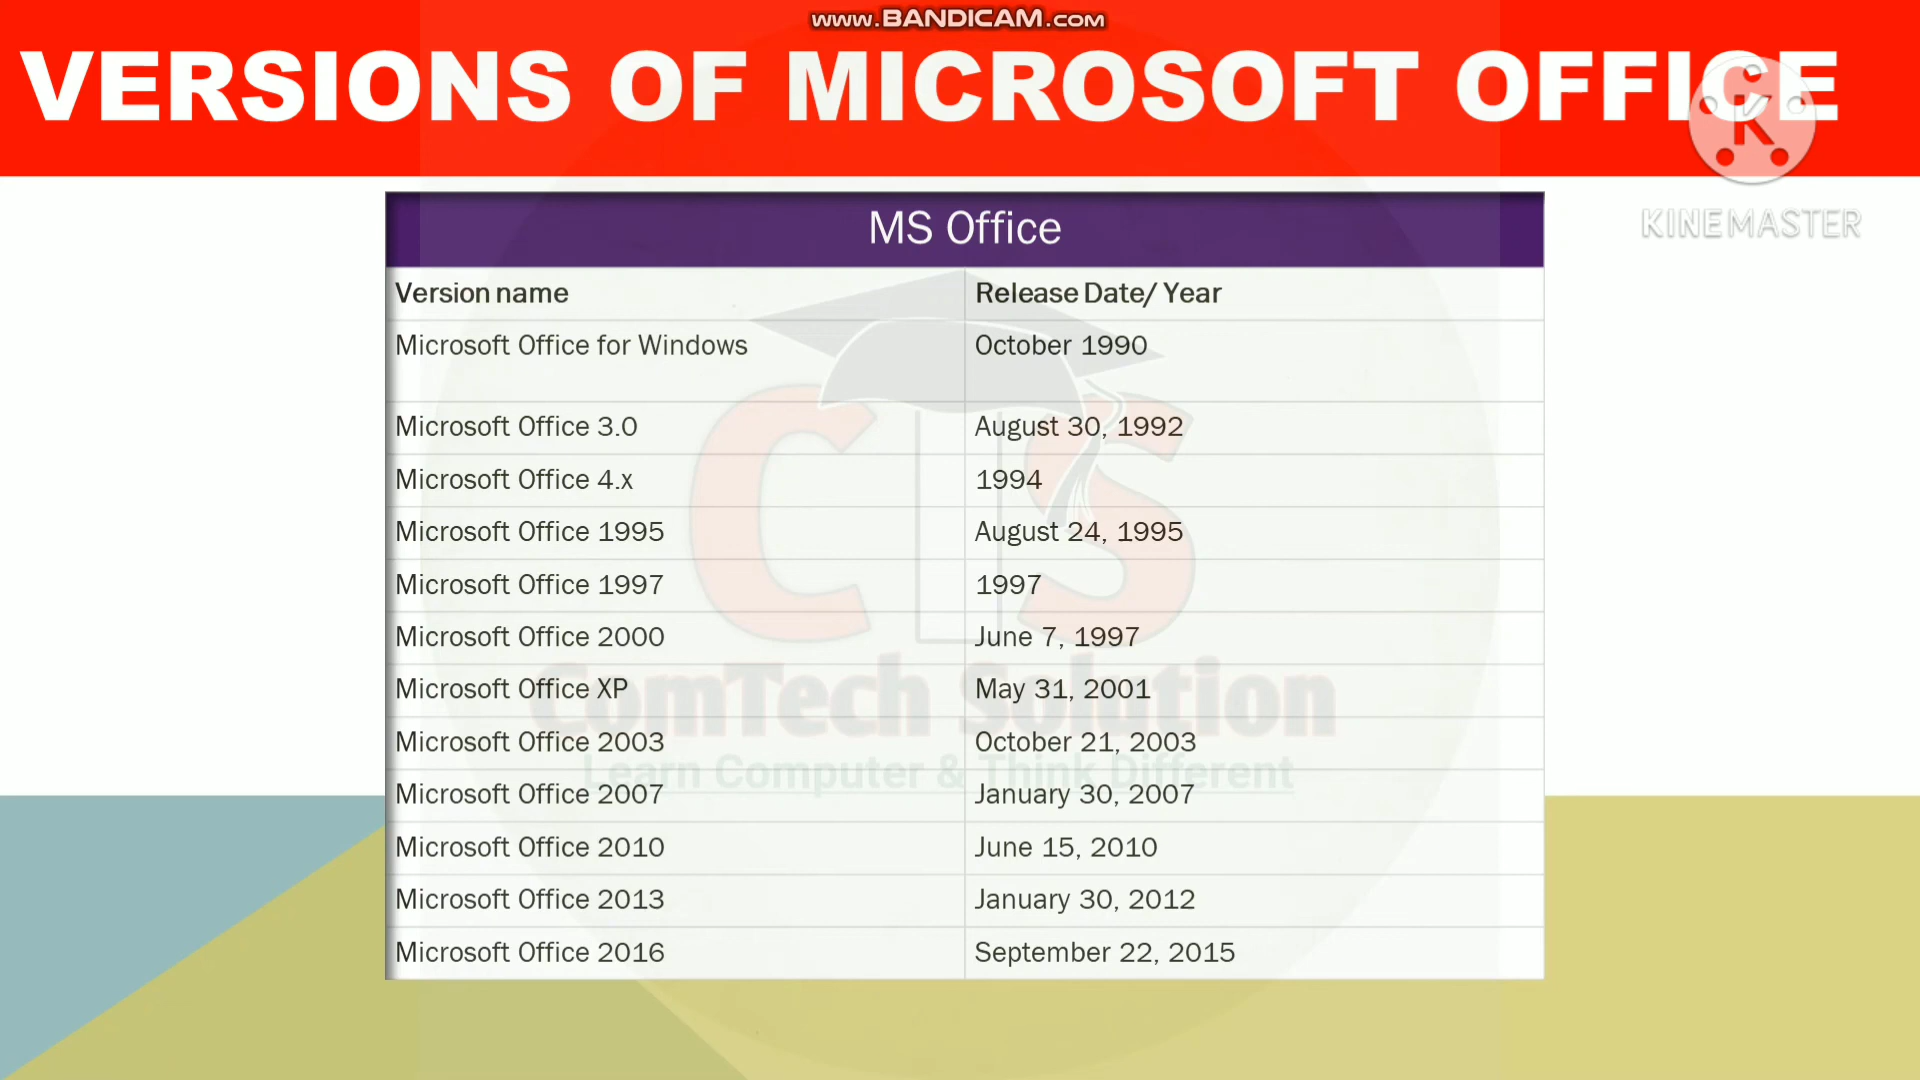 www.BANDICAM.com
VERSIONS OF MICROSOFT OFFICE
K
KINEMASTER
MS Office
Version name Release Date/ Year
Microsoft Office for Windows October 1990
Microsoft Office 3.0 August 30, 1992
Microsoft Office 4.x 1994
Microsoft Office 1995 August 24, 1995
Microsoft Office 1997 1997
Microsoft Office 2000 June 7, 1997
Microsoft Office XP May 31, 2001
Microsoft Office 2003 October 21, 2003
Microsoft Office 2007 January 30, 2007
Microsoft Office 2010 June 15, 2010
Microsoft Office 2013 January 30, 2012
Microsoft Office 2016 September 22, 2015
CTS
ComTech Solution
Learn Computer & Think Different